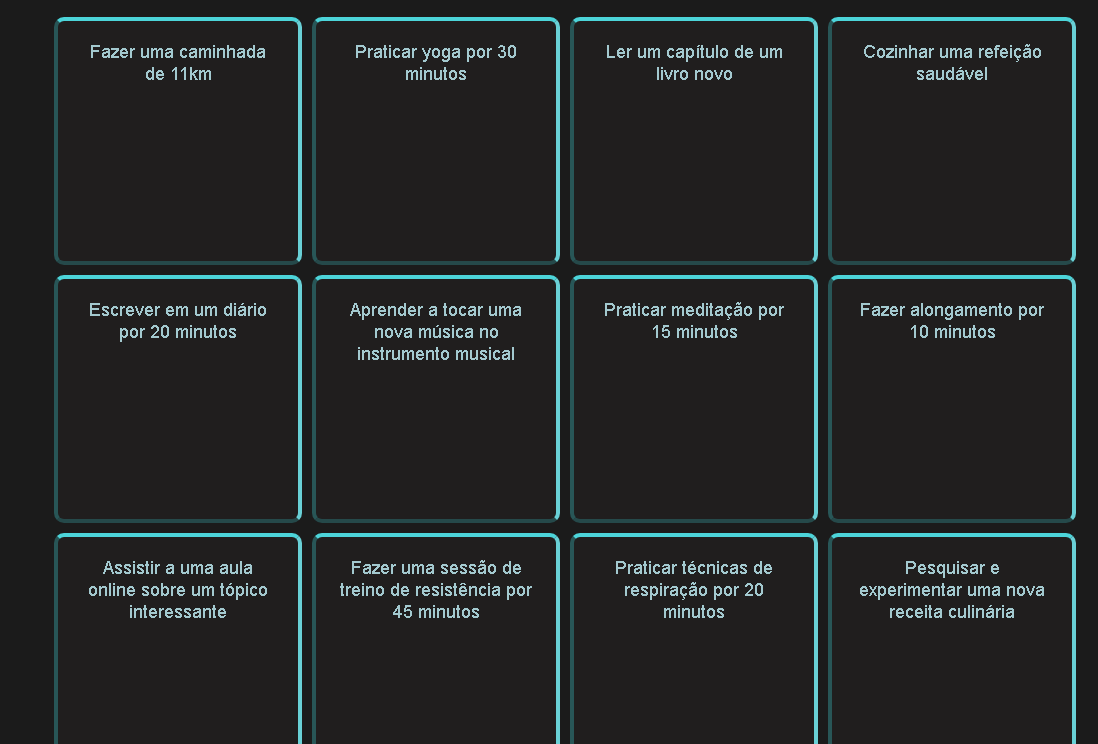 Fazer uma caminhada
de 11km
Praticar yoga por 30
minutos
Ler um capítulo de um
livro novo
Cozinhar uma refeição
saudável
Escrever em um diário
por 20 minutos
Aprender a tocar uma
nova música no
instrumento musical
Praticar meditação por
15 minutos
Fazer alongamento por
10 minutos
Assistir a uma aula
online sobre um tópico
interessante
Fazer uma sessão de
treino de resistência por
45 minutos
Praticar técnicas de
respiração por 20
minutos
Pesquisar e
experimentar uma nova
receita culinária